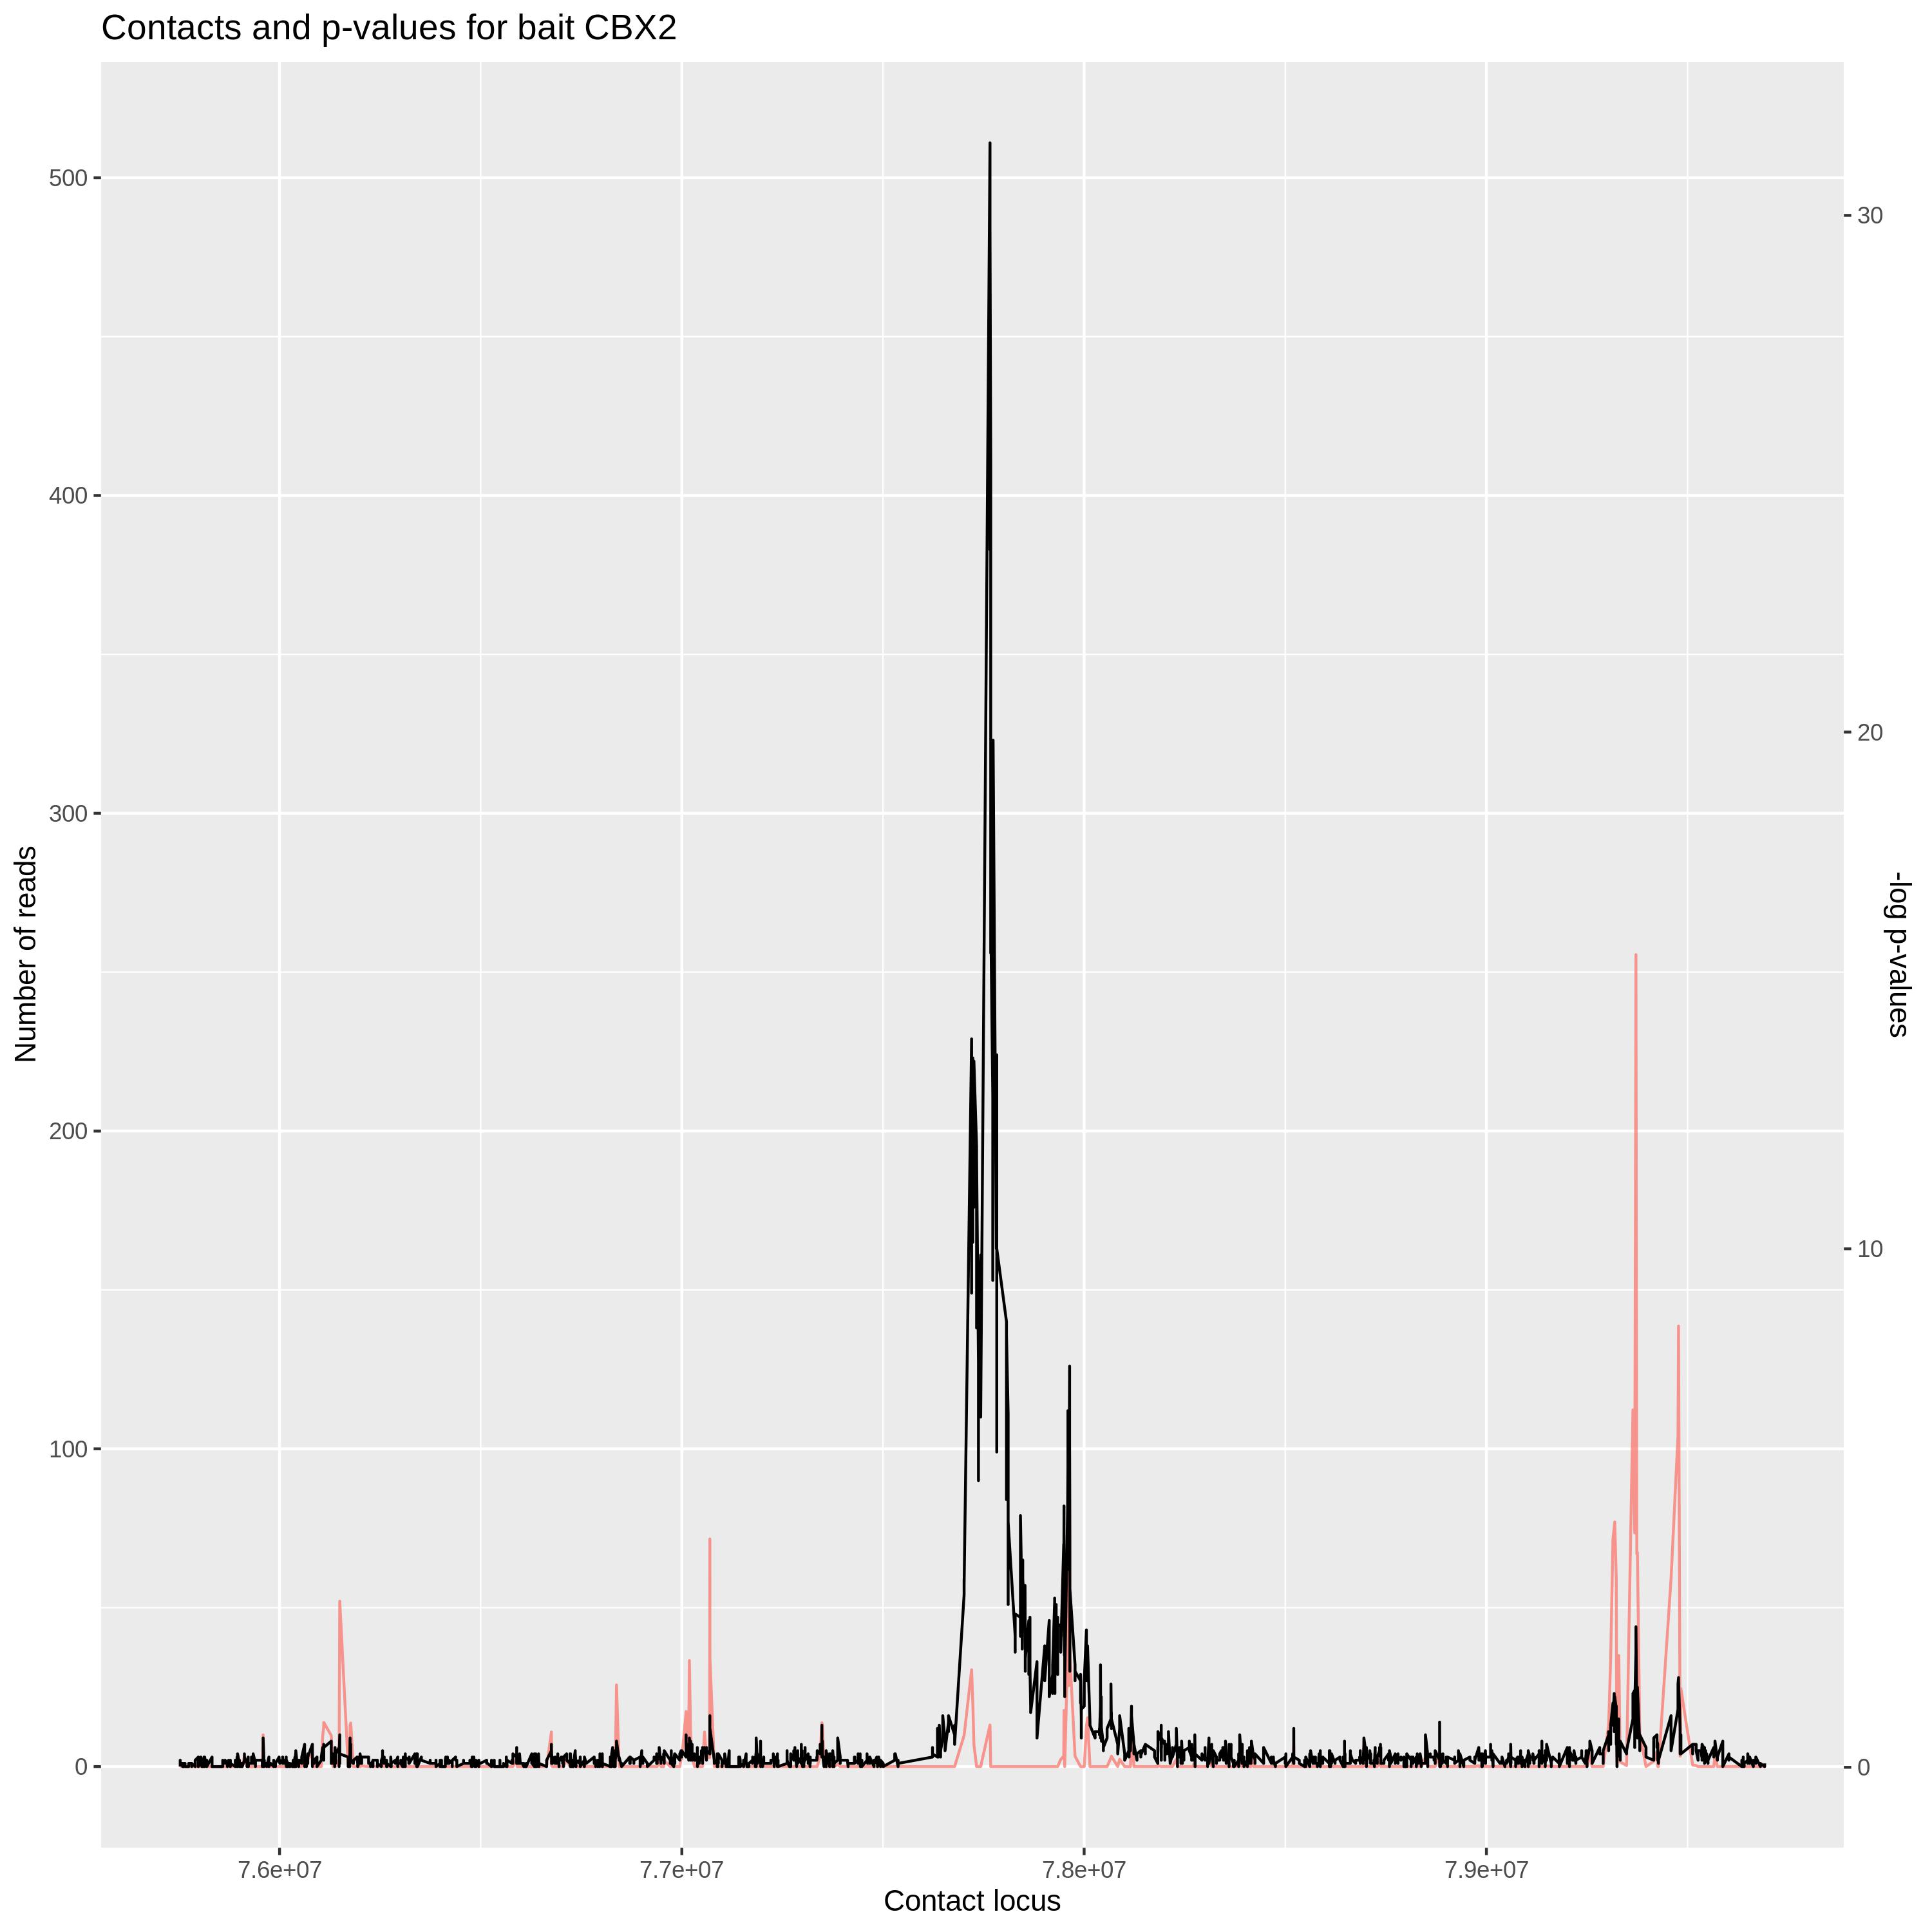 Contacts and p-values for bait CBX2
500
400
300
200
100
0
Number of reads
30
20
10
0
-log p-values
7.6e+07
7.7e+07
7.8e+07
7.9e+07
Contact locus